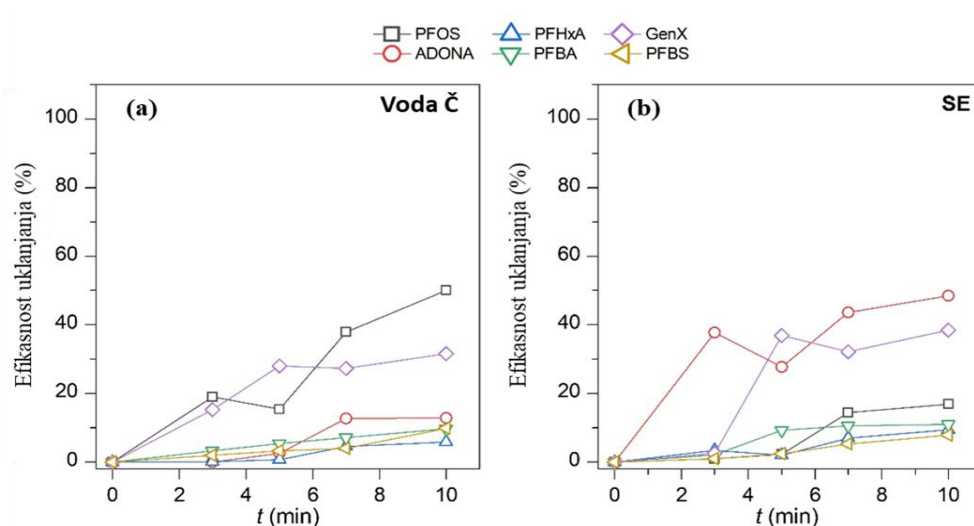 PFOS PFHxA GenX
ADONA PFBA PFBS
(a) Voda Č
Efikasnost uklanjanja (%)
100
80
60
40
20
0
0 2 4 6 8 10
t (min)
(b) SE
Efikasnost uklanjanja (%)
100
80
60
40
20
0
0 2 4 6 8 10
t (min)